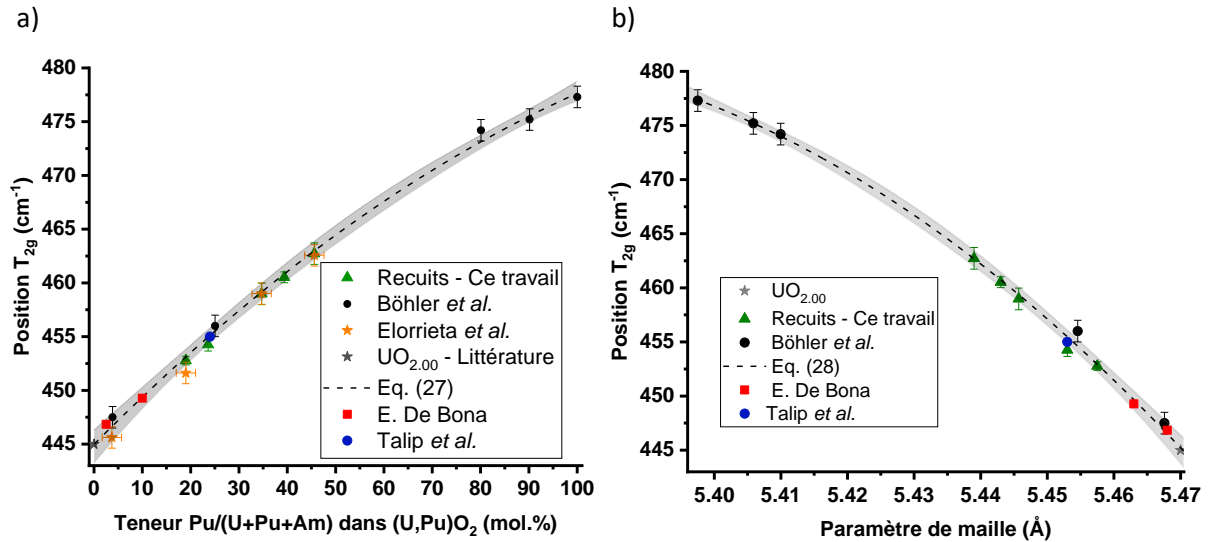 a)
480
475
470
465
460
455
450
445
Position T2g (cm-1)
0 10 20 30 40 50 60 70 80 90 100
Teneur Pu/(U+Pu+Am) dans (U,Pu)O2 (mol.%)
Recuits - Ce travail
Böhler et al.
Elorrieta et al.
UO2.00 - Littérature
Eq. (27)
E. De Bona
Talip et al.
b)
480
475
470
465
460
455
450
445
Position T2g (cm-1)
5.40 5.41 5.42 5.43 5.44 5.45 5.46 5.47
Paramètre de maille (Å)
UO2.00
Recuits - Ce travail
Böhler et al.
Eq. (28)
E. De Bona
Talip et al.